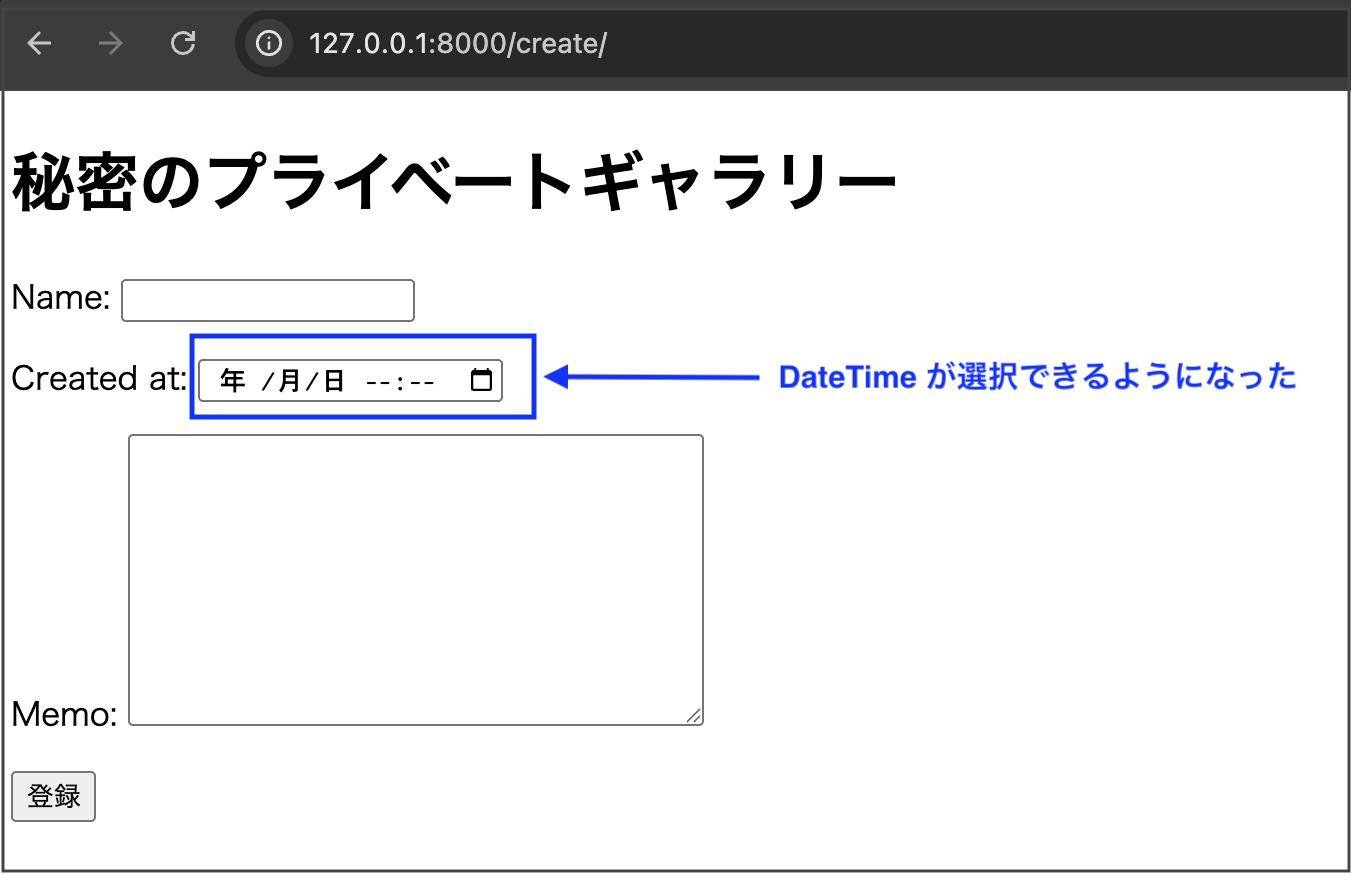 127.0.0.1:8000/create/
秘密のプライベートギャラリー
Name:
Created at: 年 /月/日 --:-- DateTime が選択できるようになった
Memo:
登録